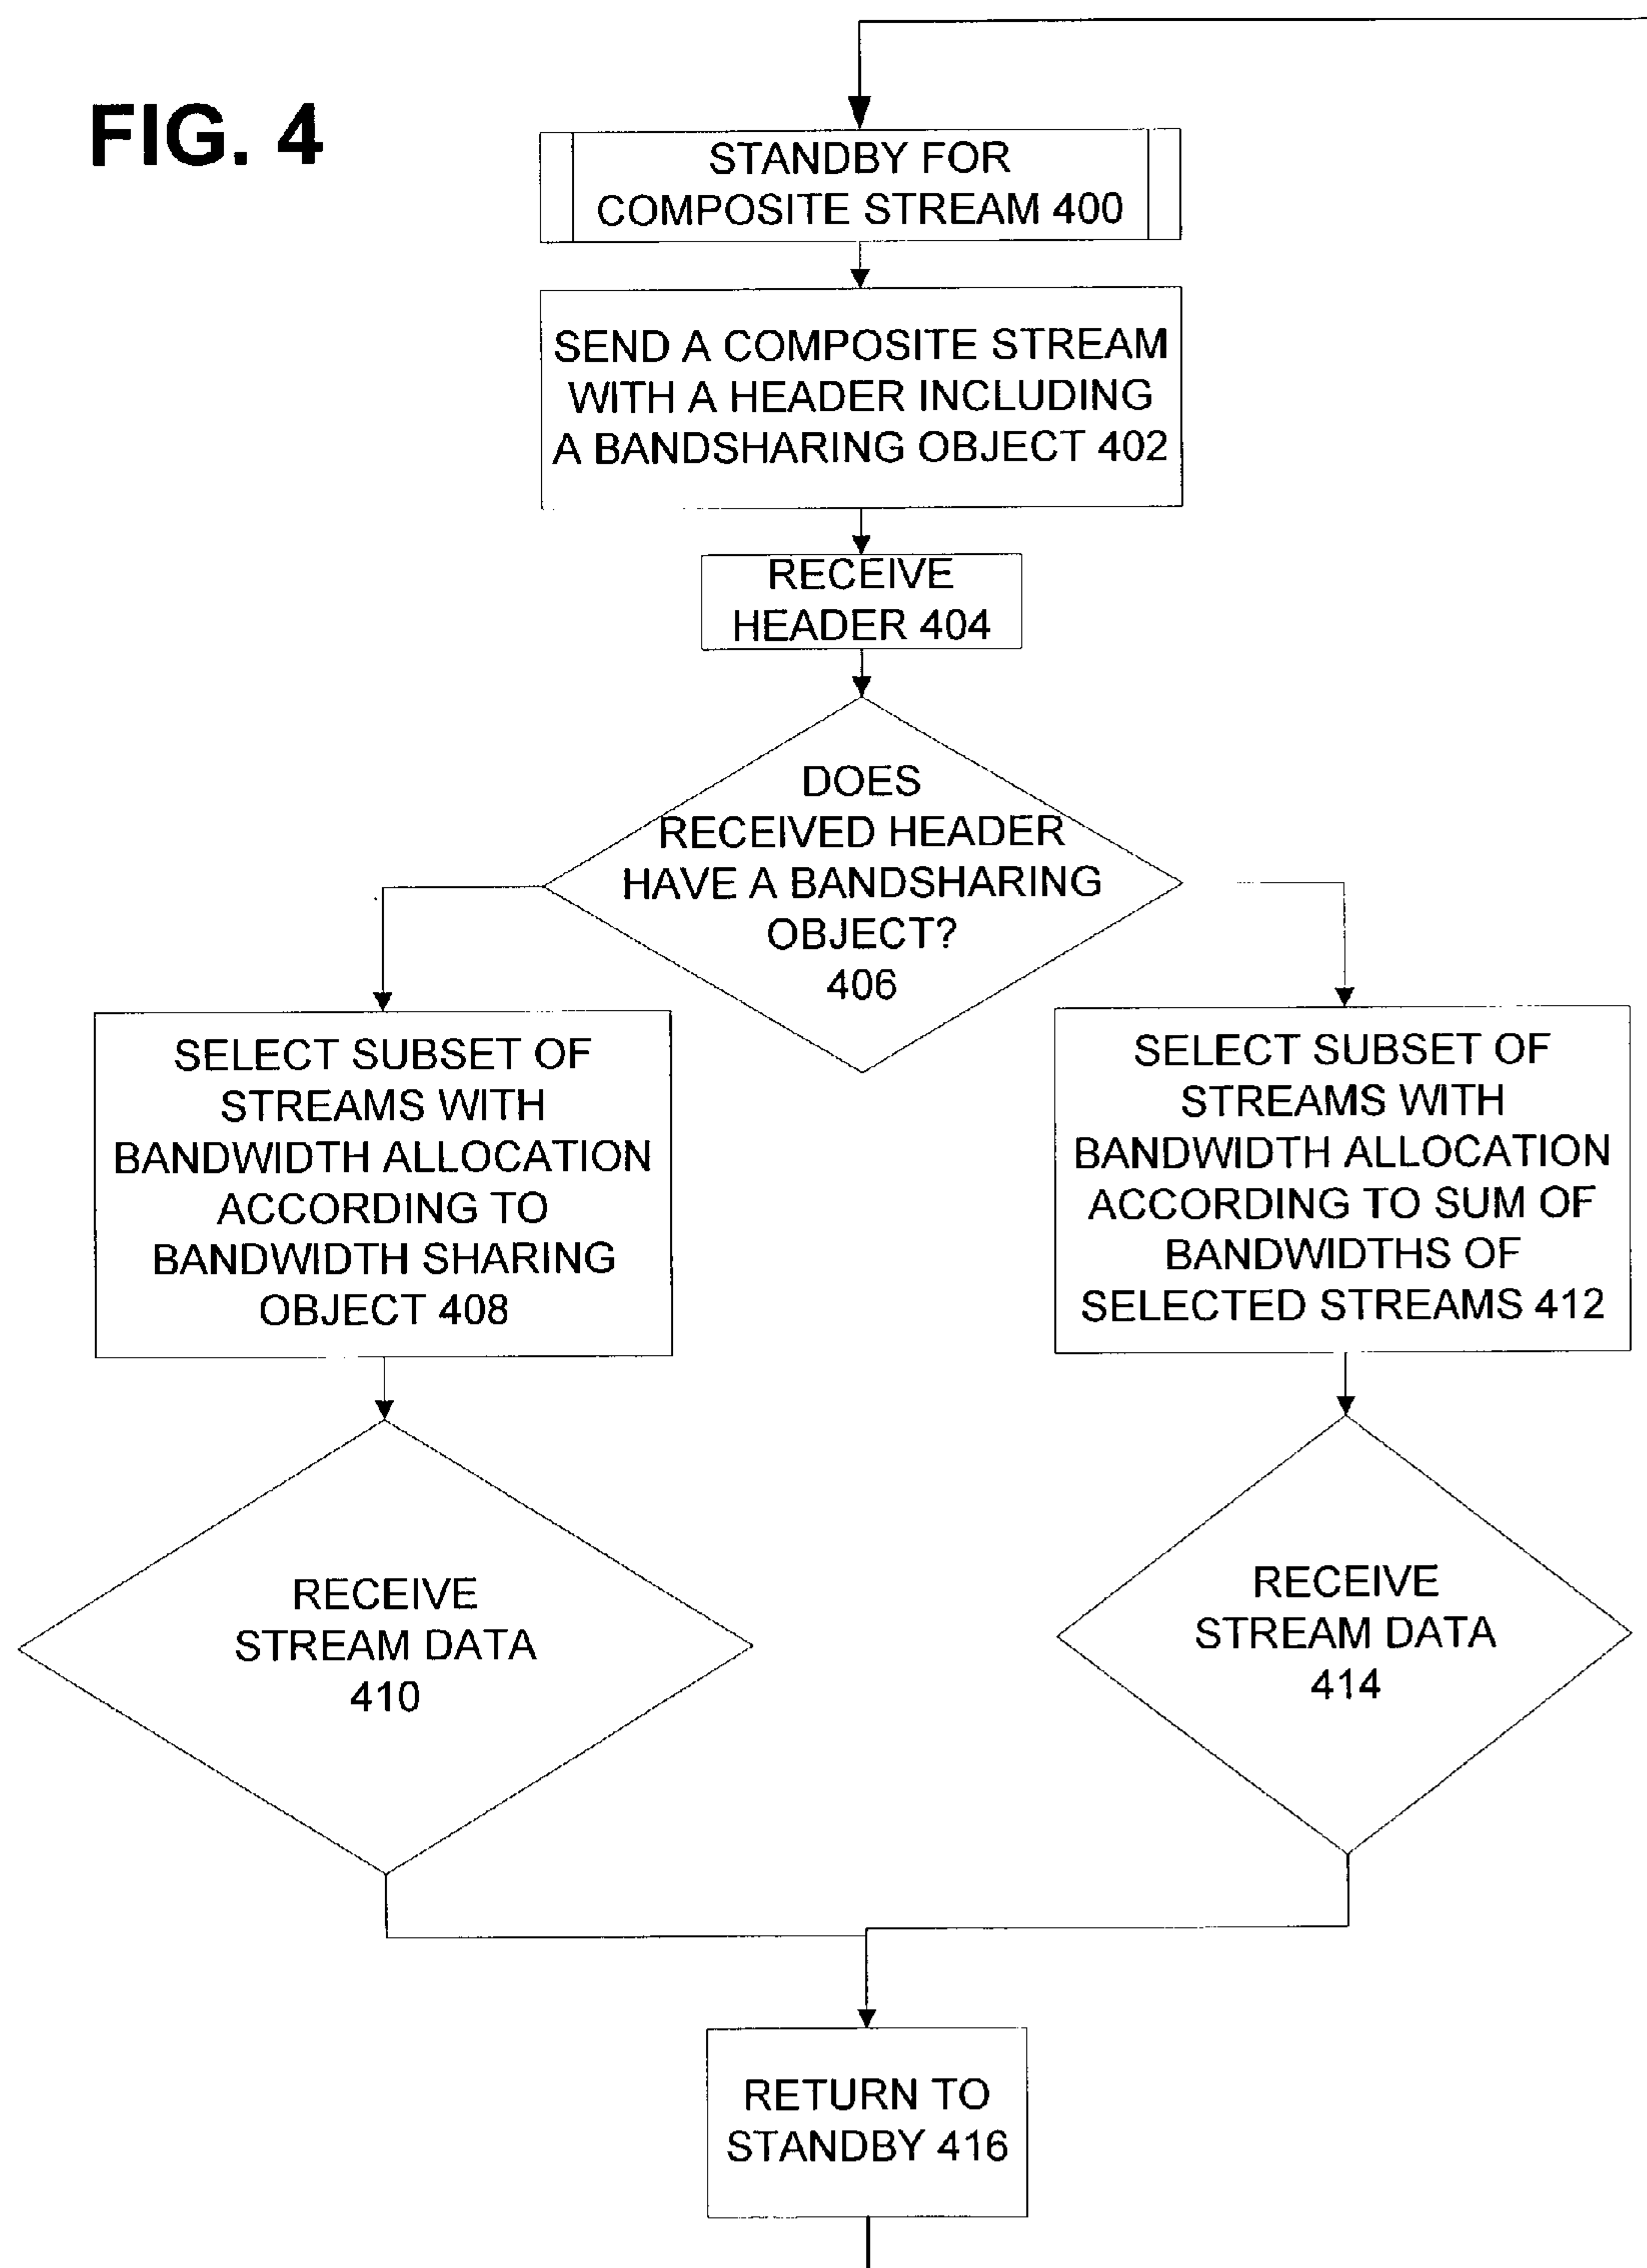 FIG. 4
STANDBY FOR
COMPOSITE STREAM 400
SEND A COMPOSITE STREAM
WITH A HEADER INCLUDING
A BANDSHARING OBJECT 402
RECEIVE
HEADER 404
DOES
RECEIVED HEADER
HAVE A BANDSHARING
OBJECT?
406
SELECT SUBSET OF
STREAMS WITH
BANDWIDTH ALLOCATION
ACCORDING TO
BANDWIDTH SHARING
OBJECT 408
SELECT SUBSET OF
STREAMS WITH
BANDWIDTH ALLOCATION
ACCORDING TO SUM OF
BANDWIDTHS OF
SELECTED STREAMS 412
RECEIVE
STREAM DATA
410
RECEIVE
STREAM DATA
414
RETURN TO
STANDBY 416